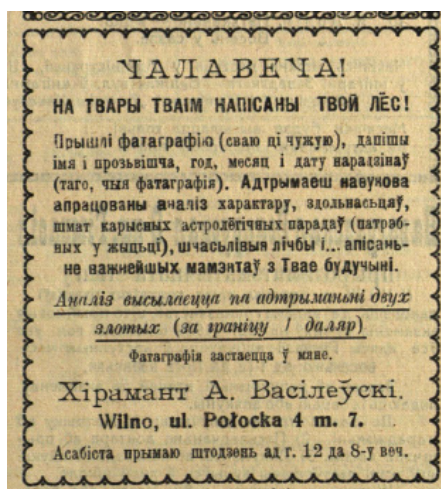 ЧАЛАВЕЧА!
НА ТВАРЫ ТВАІМ НАПІСАНЫ ТВОЙ ЛЁС!
Прышлі фатаграфію (сваю ці чужую), дапішы
імя і прозьвішча, год, месяц і дату нарадзінаў
(таго, чыя фатаграфія). Адтрымаеш навукова
апрацованы аналіз характару, здольнасьцяў,
шмат карысных астролёгічных парадаў (патрэб-
ных у жыцьці), шчасьлівыя лічбы і... апісань-
не важнейшых мамэнтаў з Твае будучыні.
Аналіз высылаецца па адтрыманьні двух
злотых (за граніцу 1 даляр)
Фатаграфія застаецца ў мяне.
Хірамант А. Васілеўскі.
Wilno, ul. Połocka 4 m. 7.
Асабіста прымаю штодзень ад г. 12 да 8-у веч.